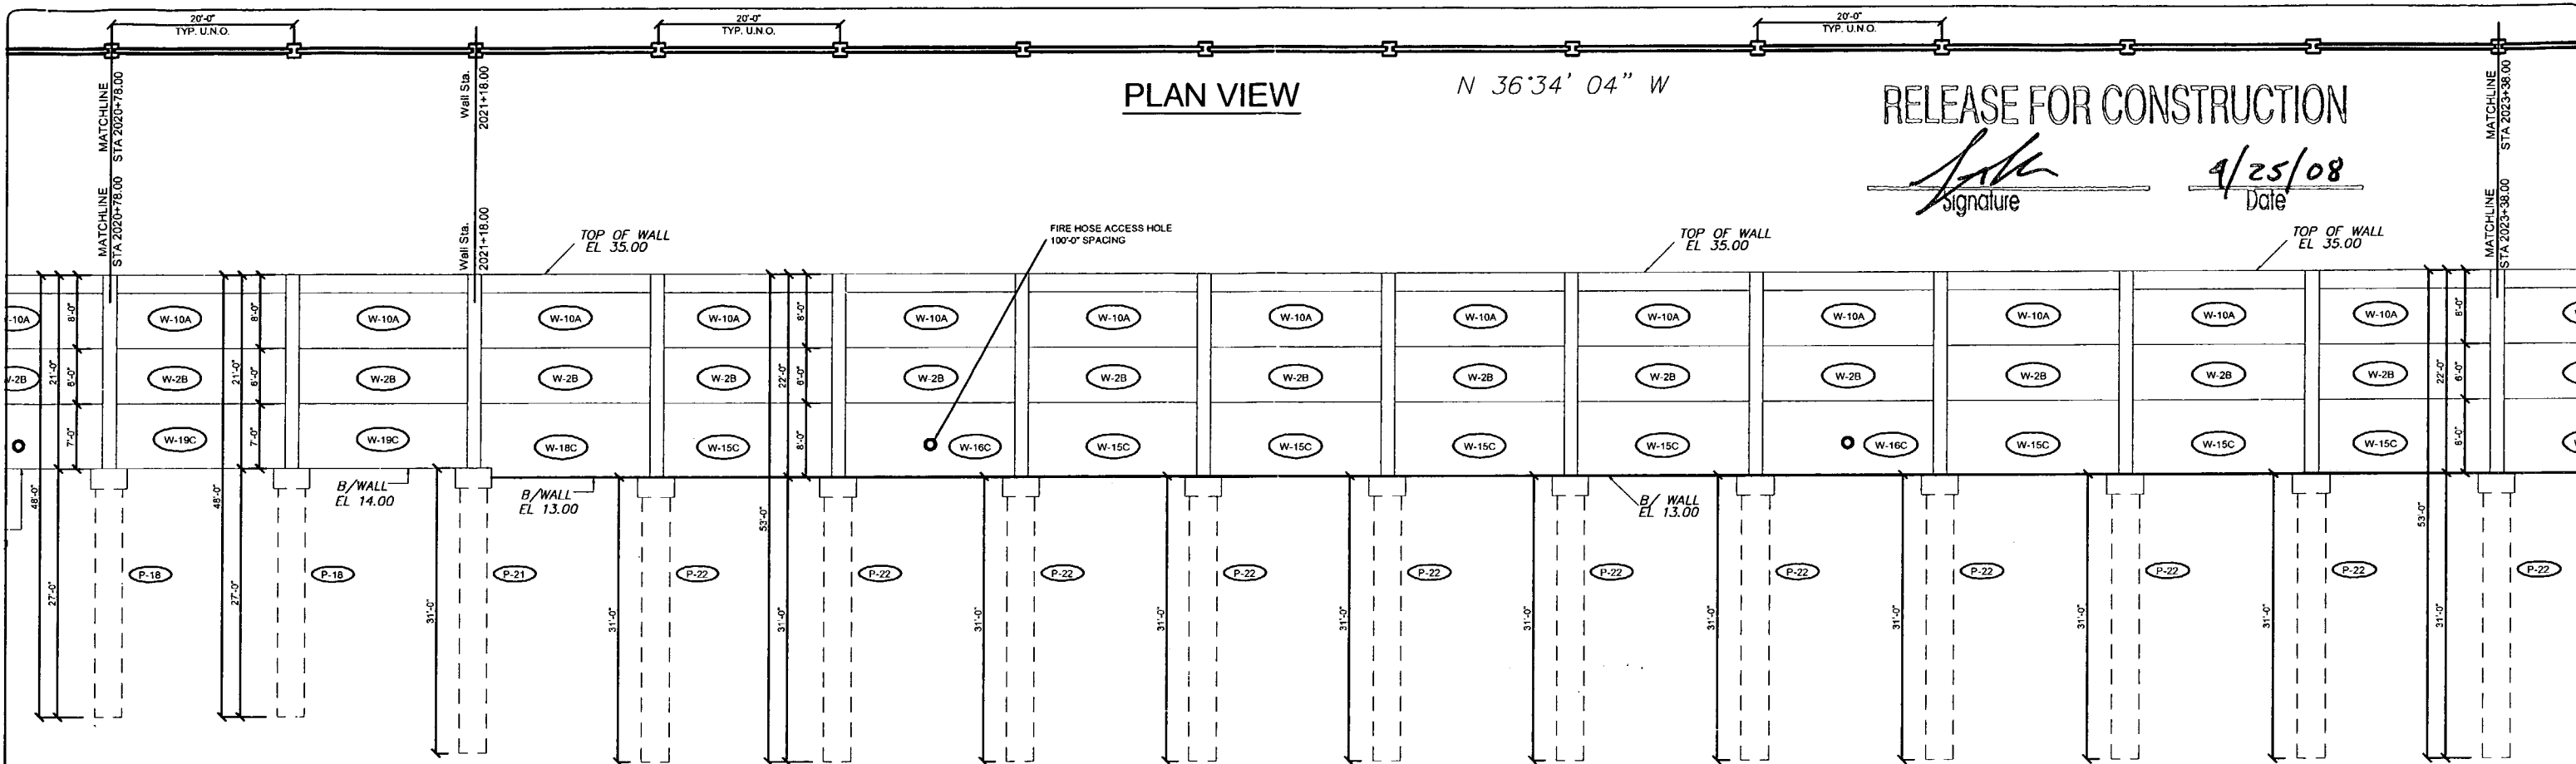 20'-0" 20'-0" 20'-0"
TYP. U.N.O. TYP. U.N.O. TYP. U.N.O.
MATCHLINE
STA 2020+78.00
Wall Sta.
2021+18.00
PLAN VIEW
N 36°34' 04" W
RELEASE FOR CONSTRUCTION
4/25/08
Signature
Date
MATCHLINE
STA 2023+38.00
MATCHLINE
STA 2020+78.00
Wall Sta.
2021+18.00
MATCHLINE
STA 2023+38.00
TOP OF WALL
EL 35.00
FIRE HOSE ACCESS HOLE
100'-0" SPACING
TOP OF WALL
EL 35.00
TOP OF WALL
EL 35.00
-10A 8'-0" W-10A 8'-0" W-10A W-10A W-10A 8'-0" W-10A W-10A W-10A W-10A W-10A W-10A W-10A W-10A W-10A 8'-0"
W-2B 21'-0" 6'-0" W-2B 21'-0" 6'-0" W-2B W-2B W-2B 22'-0" 6'-0" W-2B W-2B W-2B W-2B W-2B W-2B W-2B W-2B W-2B 22'-0" 6'-0"
7'-0" W-19C 7'-0" W-19C W-18C W-15C 8'-0" W-16C W-15C W-15C W-15C W-15C W-16C W-15C W-15C W-15C 8'-0"
B/WALL
EL 14.00
B/WALL
EL 13.00
B/ WALL
EL 13.00
48'-0" 48'-0" 53'-0" 53'-0"
P-18 P-18 P-21 P-22 P-22 P-22 P-22 P-22 P-22 P-22 P-22 P-22 P-22 P-22
27'-0" 27'-0" 31'-0" 31'-0" 31'-0" 31'-0" 31'-0" 31'-0" 31'-0" 31'-0" 31'-0" 31'-0" 31'-0" 31'-0"